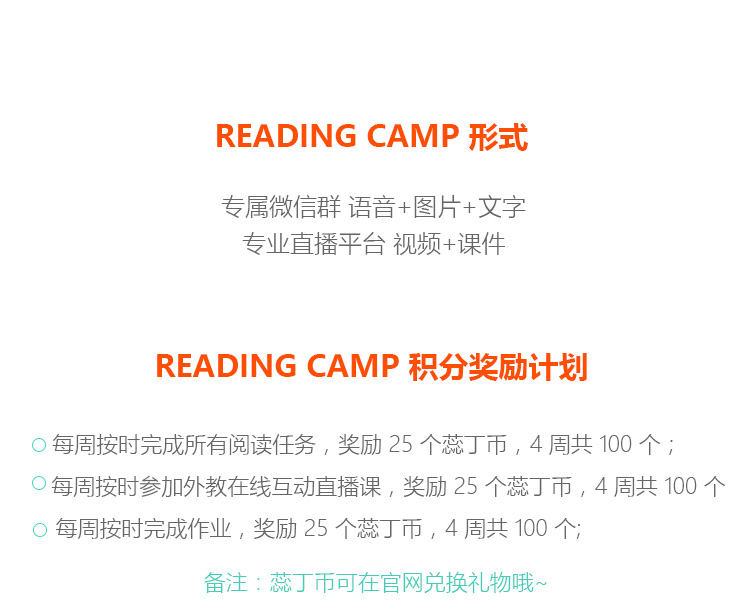 READING CAMP 形式
专属微信群 语音+图片+文字
专业直播平台 视频+课件
READING CAMP 积分奖励计划
每周按时完成所有阅读任务，奖励 25 个蕊丁币，4 周共 100 个；
每周按时参加外教在线互动直播课，奖励 25 个蕊丁币，4 周共 100 个
每周按时完成作业，奖励 25 个蕊丁币，4 周共 100 个;
备注：蕊丁币可在官网兑换礼物哦~